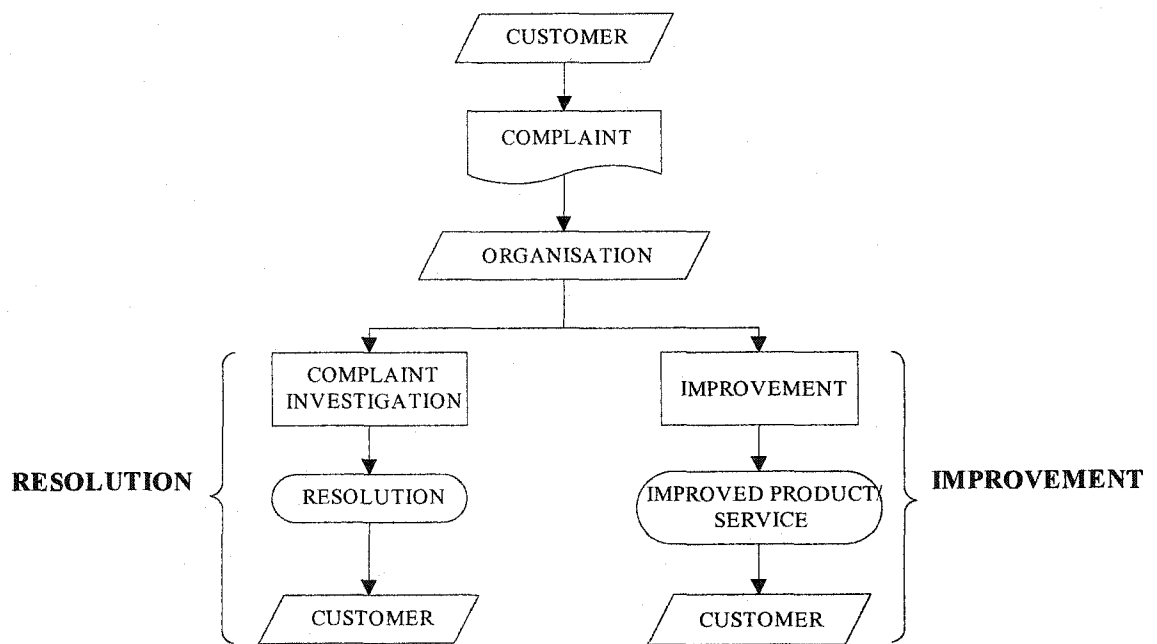 CUSTOMER
COMPLAINT
ORGANISATION
COMPLAINT
INVESTIGATION
IMPROVEMENT
RESOLUTION
RESOLUTION
IMPROVED PRODUCT/
SERVICE
IMPROVEMENT
CUSTOMER
CUSTOMER